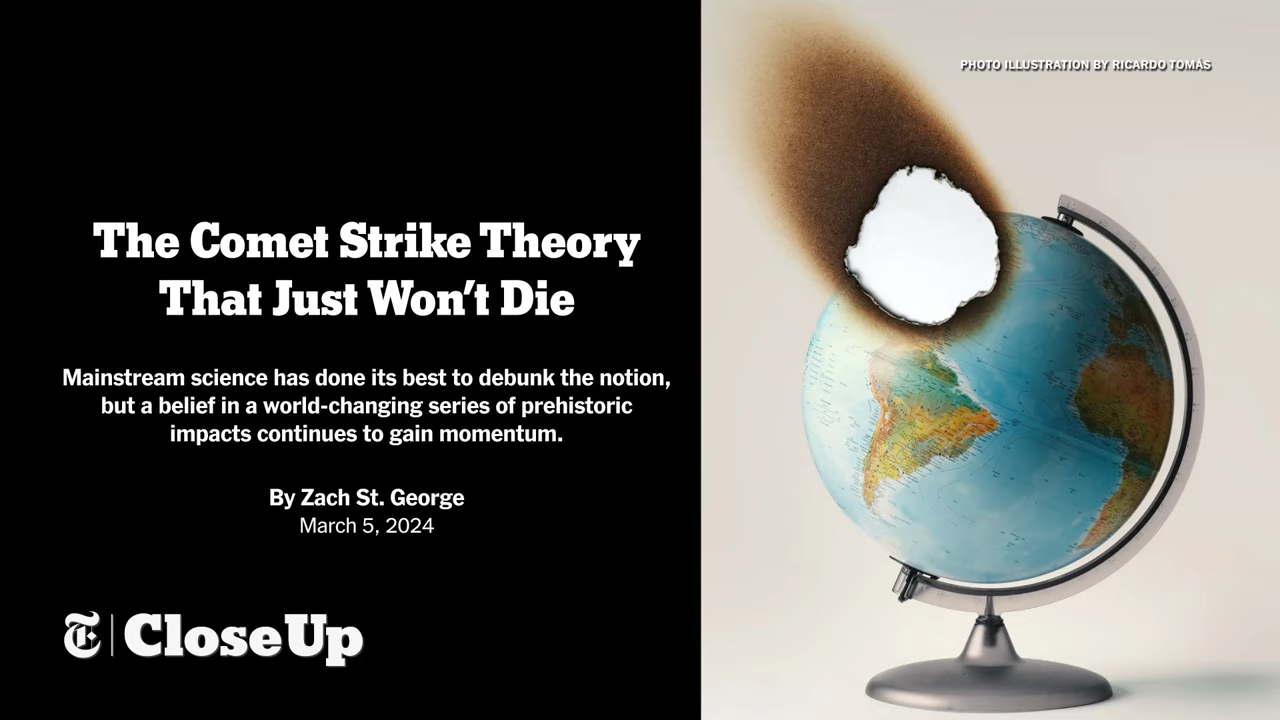 PHOTO ILLUSTRATION BY RICARDO TOMÁS
The Comet Strike Theory
That Just Won't Die
Mainstream science has done its best to debunk the notion,
but a belief in a world-changing series of prehistoric
impacts continues to gain momentum.
By Zach St. George
March 5, 2024
T | CloseUp